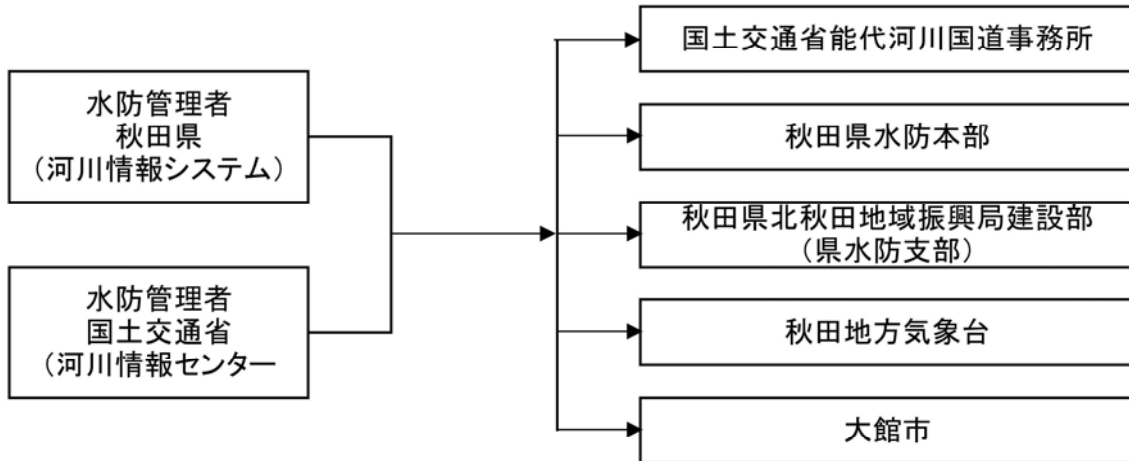 水防管理者
秋田県
（河川情報システム）
水防管理者
国土交通省
（河川情報センター
国土交通省能代河川国道事務所
秋田県水防本部
秋田県北秋田地域振興局建設部
（県水防支部）
秋田地方気象台
大館市